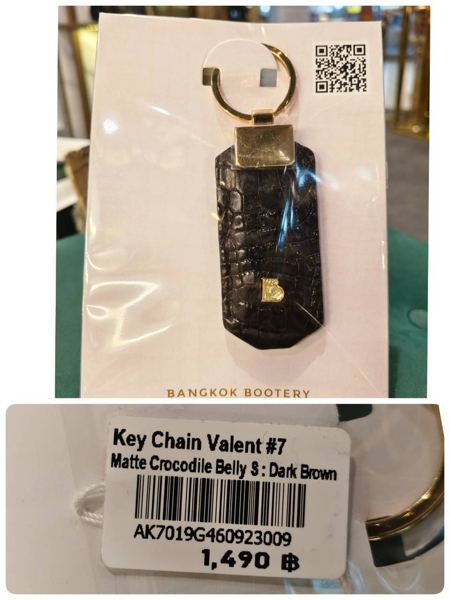 B
BANGKOK BOOTERY
Key Chain Valent #7
Matte Crocodile Belly S : Dark Brown
AK7019G460923009
1,490 ฿